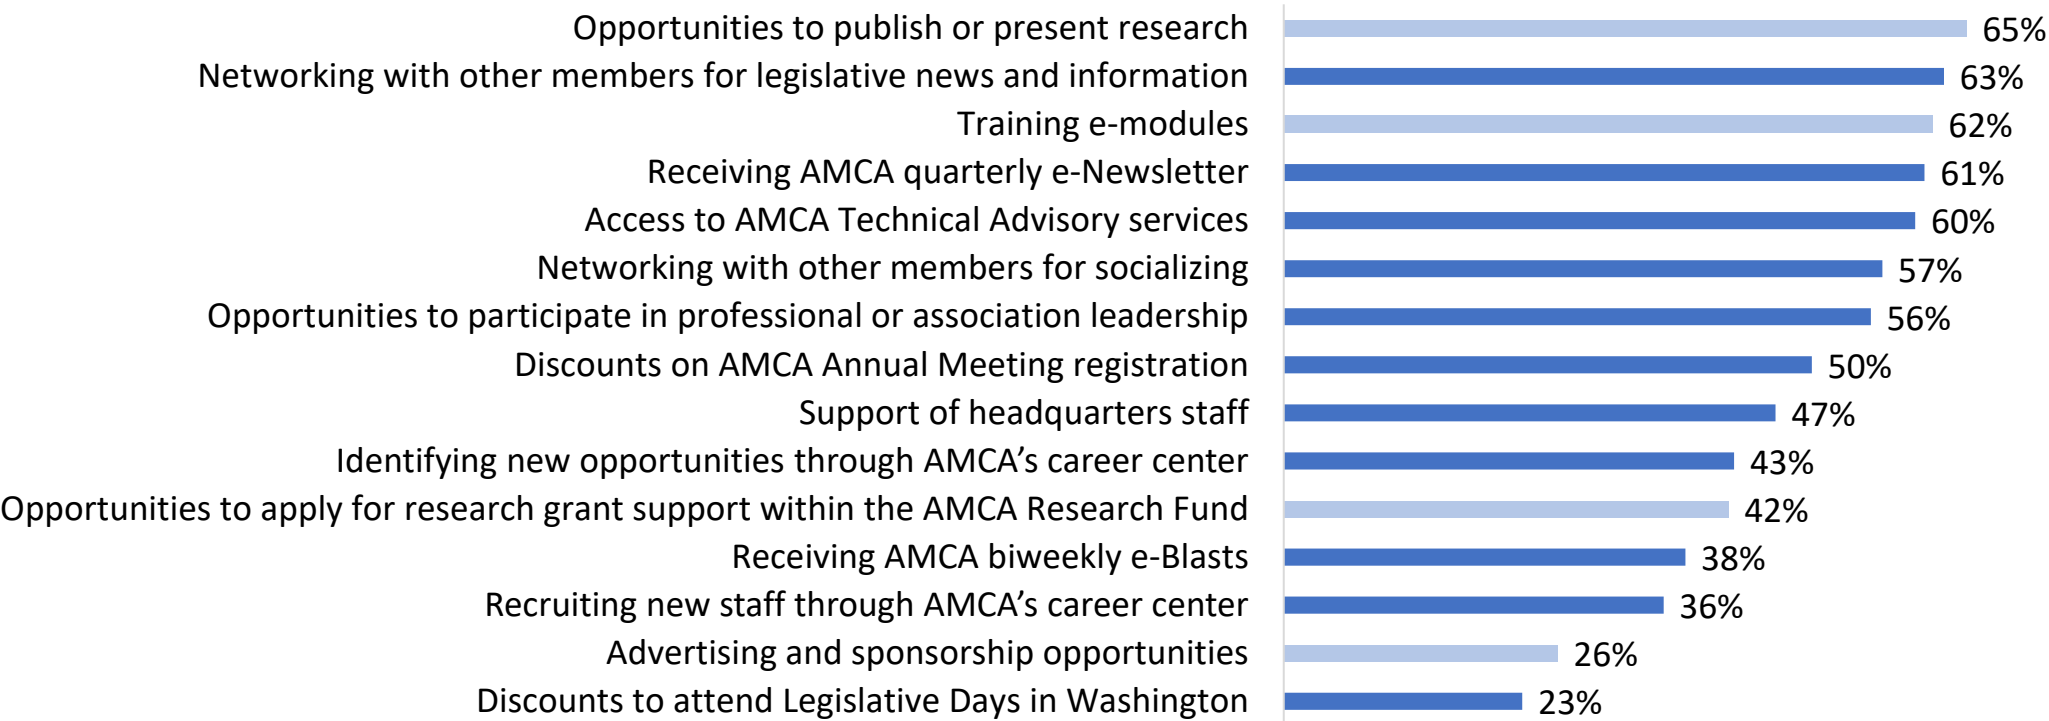 Opportunities to publish or present research 65%
Networking with other members for legislative news and information 63%
Training e-modules 62%
Receiving AMCA quarterly e-Newsletter 61%
Access to AMCA Technical Advisory services 60%
Networking with other members for socializing 57%
Opportunities to participate in professional or association leadership 56%
Discounts on AMCA Annual Meeting registration 50%
Support of headquarters staff 47%
Identifying new opportunities through AMCA’s career center 43%
Opportunities to apply for research grant support within the AMCA Research Fund 42%
Receiving AMCA biweekly e-Blasts 38%
Recruiting new staff through AMCA’s career center 36%
Advertising and sponsorship opportunities 26%
Discounts to attend Legislative Days in Washington 23%